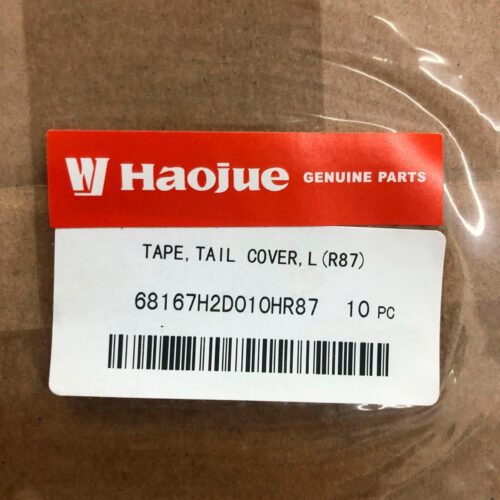 Haojue GENUINE PARTS
TAPE, TAIL COVER, L (R87)
68167H2D010HR87 10 PC